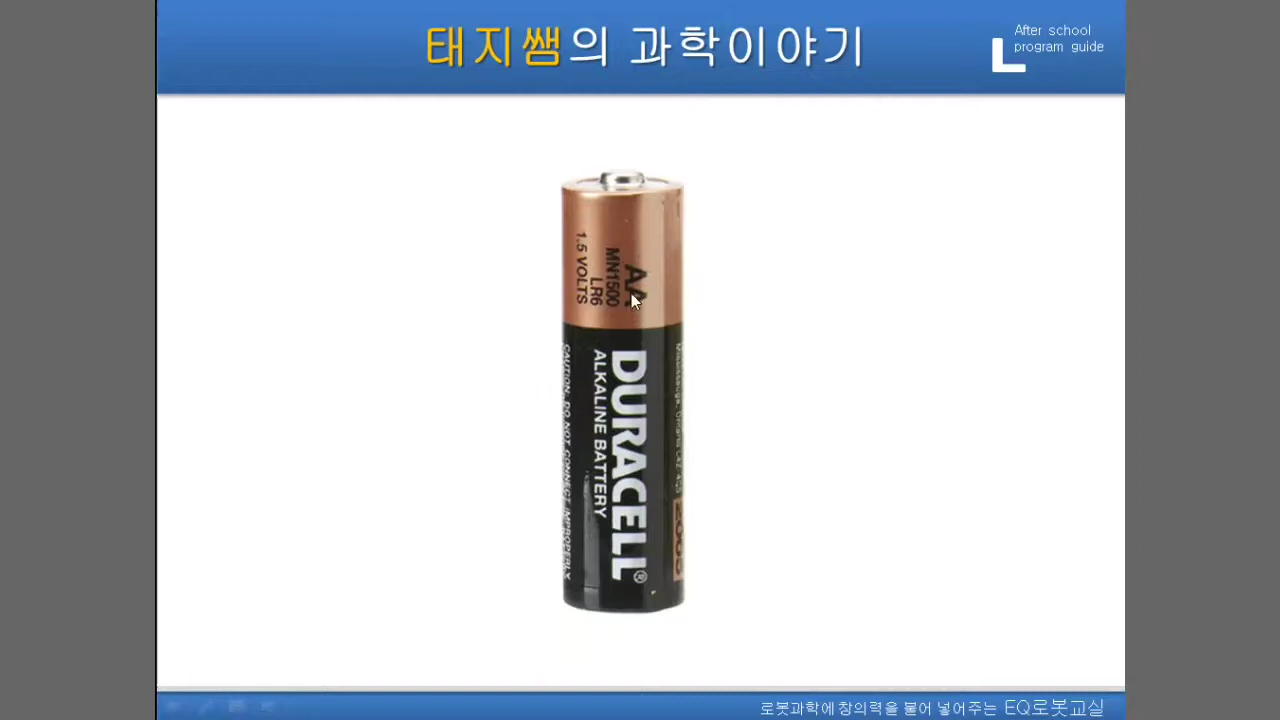 태지쌤의 과학이야기
After school
program guide
AA
MN1500
LR6
1.5 VOLTS
DURACELL®
ALKALINE BATTERY
CAUTION: DO NOT CONNECT IMPROPERLY
Mississauga, Ontario
로봇과학에 창의력을 불어 넣어주는 EQ로봇교실